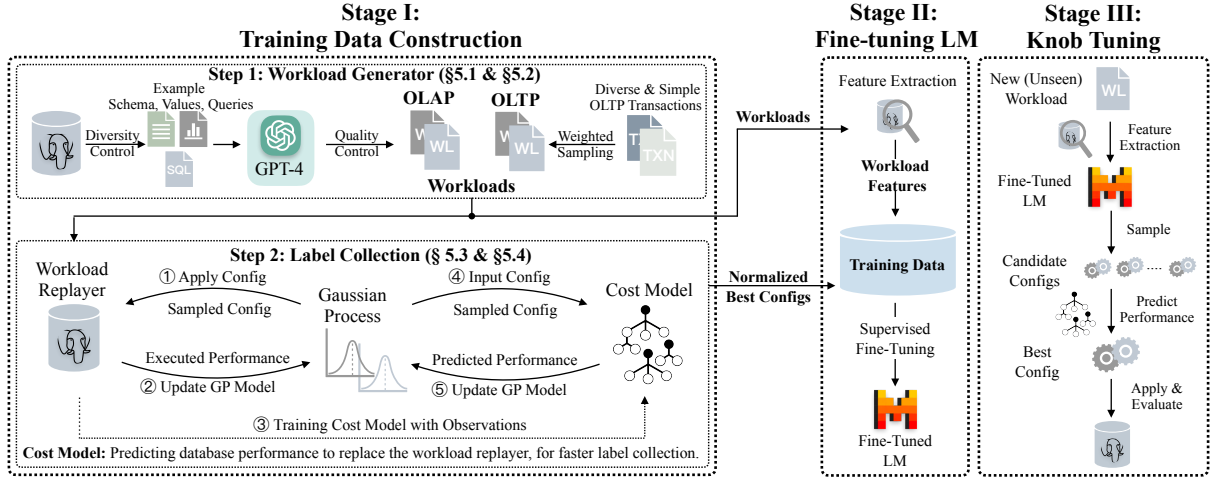 Stage I:
Training Data Construction
Step 1: Workload Generator (§5.1 & §5.2)
Example
Schema, Values, Queries
Diversity
Control
SQL
GPT-4
Quality
Control
OLAP
WL
OLTP
WL
Weighted
Sampling
Diverse & Simple
OLTP Transactions
TXN
Workloads
Step 2: Label Collection (§ 5.3 & §5.4)
Workload
Replayer
① Apply Config
Sampled Config
Executed Performance
② Update GP Model
Gaussian
Process
④ Input Config
Sampled Config
Predicted Performance
⑤ Update GP Model
Cost Model
③ Training Cost Model with Observations
Cost Model: Predicting database performance to replace the workload replayer, for faster label collection.
Workloads
Normalized
Best Configs
Stage II:
Fine-tuning LM
Feature Extraction
Workload
Features
Training Data
Supervised
Fine-Tuning
Fine-Tuned
LM
Stage III:
Knob Tuning
New (Unseen)
Workload
WL
Feature
Extraction
Fine-Tuned
LM
Sample
Candidate
Configs
....
Predict
Performance
Best
Config
Apply &
Evaluate